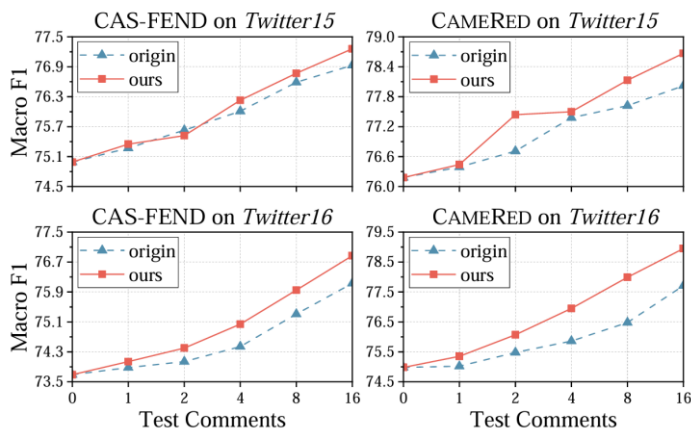 CAS-FEND on Twitter15
77.5
76.9
76.3
75.7
75.1
74.5
Macro F1
origin
ours
CAMERED on Twitter15
79.0
78.4
77.8
77.2
76.6
76.0
origin
ours
CAS-FEND on Twitter16
77.5
76.7
75.9
75.1
74.3
73.5
Macro F1
origin
ours
0 1 2 4 8 16
Test Comments
CAMERED on Twitter16
79.5
78.5
77.5
76.5
75.5
74.5
origin
ours
0 1 2 4 8 16
Test Comments